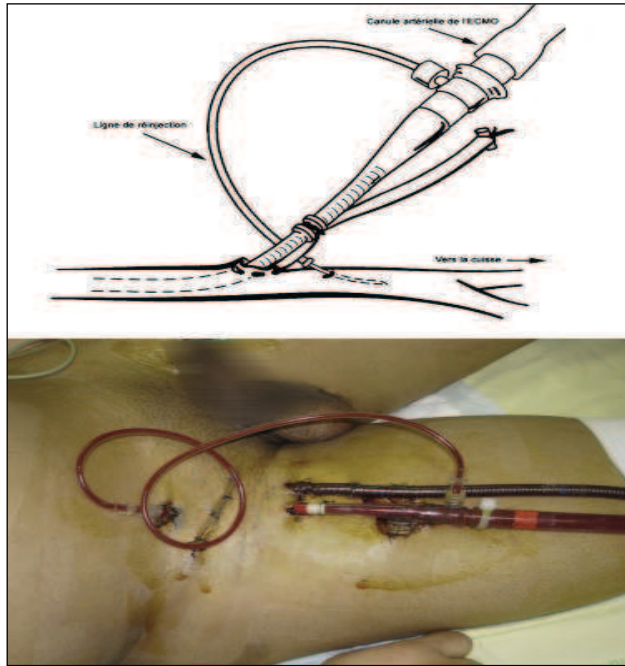 Canule artérielle de l'ECMO
Ligne de réinjection
Vers la cuisse